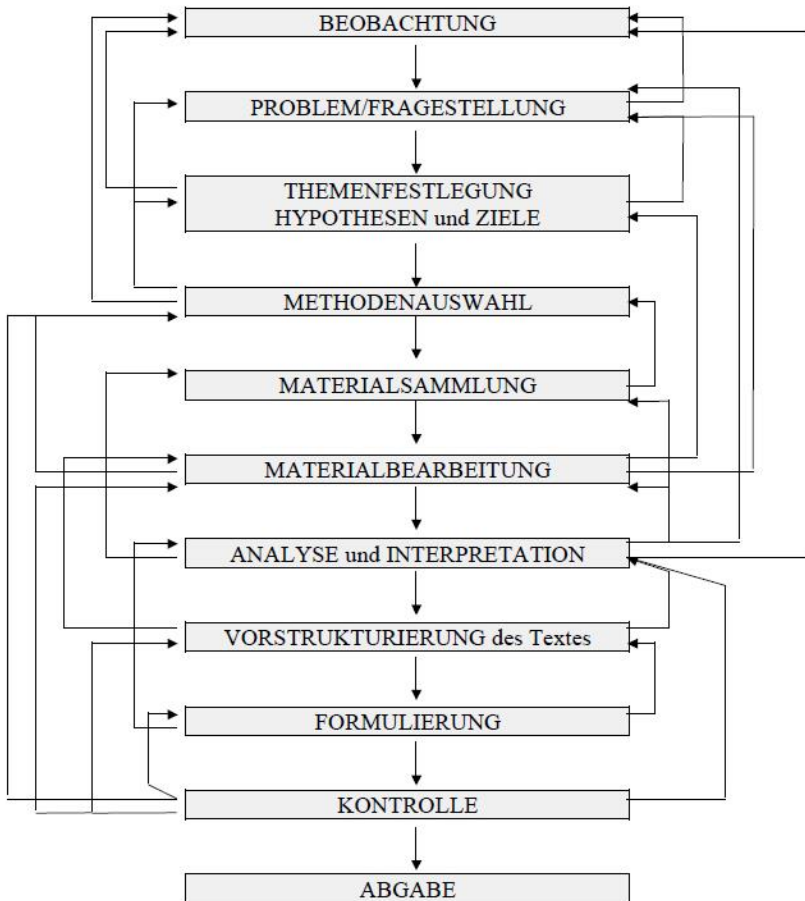 BEOBACHTUNG
PROBLEM/FRAGESTELLUNG
THEMENFESTLEGUNG
HYPOTHESEN und ZIELE
METHODENAUSWAHL
MATERIALSAMMLUNG
MATERIALBEARBEITUNG
ANALYSE und INTERPRETATION
VORSTRUKTURIERUNG des Textes
FORMULIERUNG
KONTROLLE
ABGABE